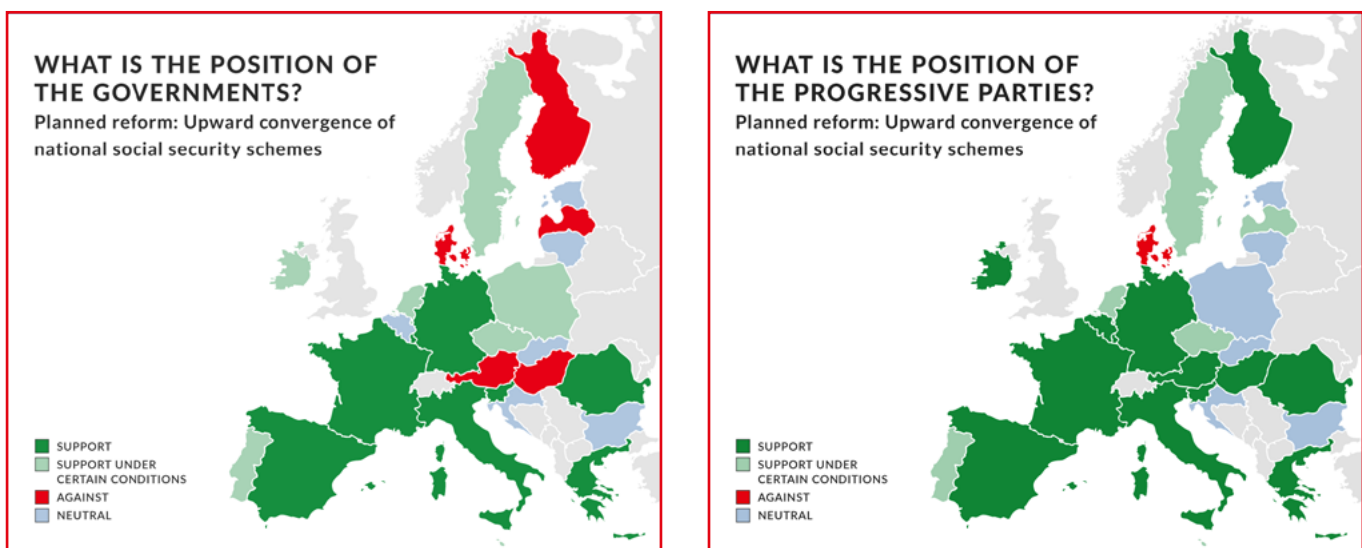 WHAT IS THE POSITION OF
THE GOVERNMENTS?
Planned reform: Upward convergence of
national social security schemes
SUPPORT
SUPPORT UNDER
CERTAIN CONDITIONS
AGAINST
NEUTRAL
WHAT IS THE POSITION OF
THE PROGRESSIVE PARTIES?
Planned reform: Upward convergence of
national social security schemes
SUPPORT
SUPPORT UNDER
CERTAIN CONDITIONS
AGAINST
NEUTRAL